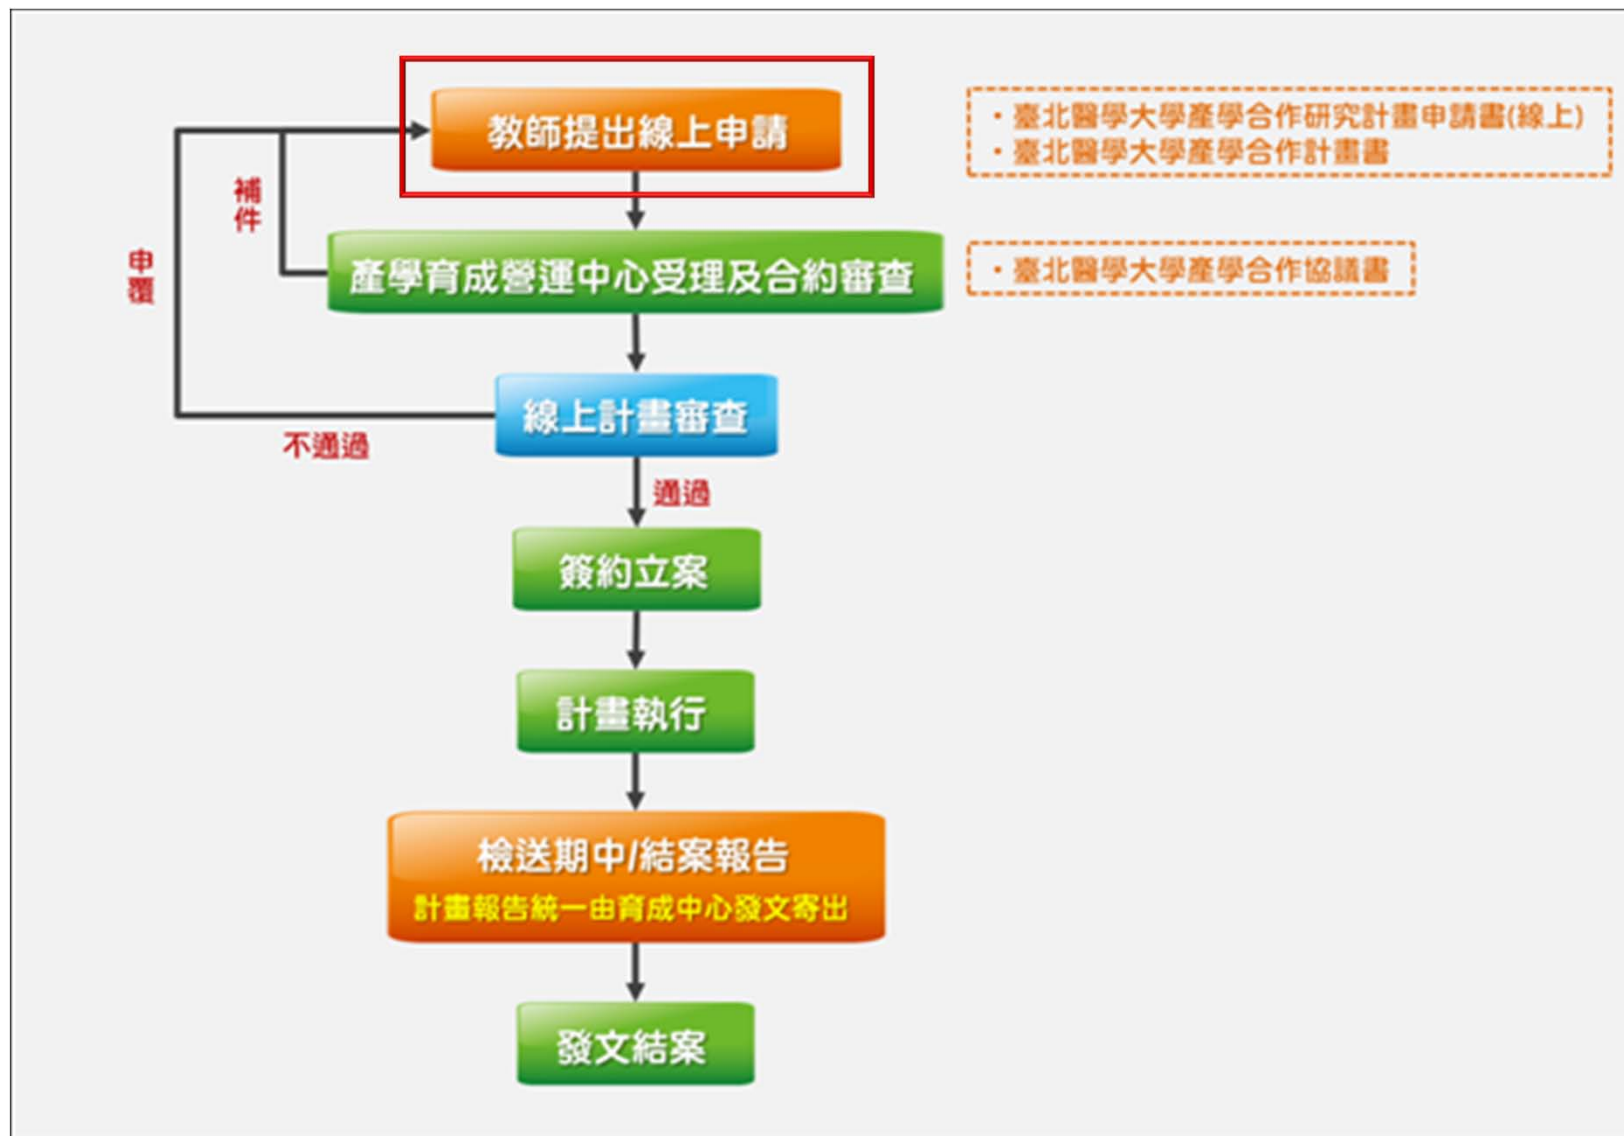 教師提出線上申請
・臺北醫學大學產學合作研究計畫申請書(線上)
・臺北醫學大學產學合作計畫書
補件
申覆
產學育成營運中心受理及合約審查
・臺北醫學大學產學合作協議書
線上計畫審查
不通過
通過
簽約立案
計畫執行
檢送期中/結案報告
計畫報告統一由育成中心發文寄出
發文結案